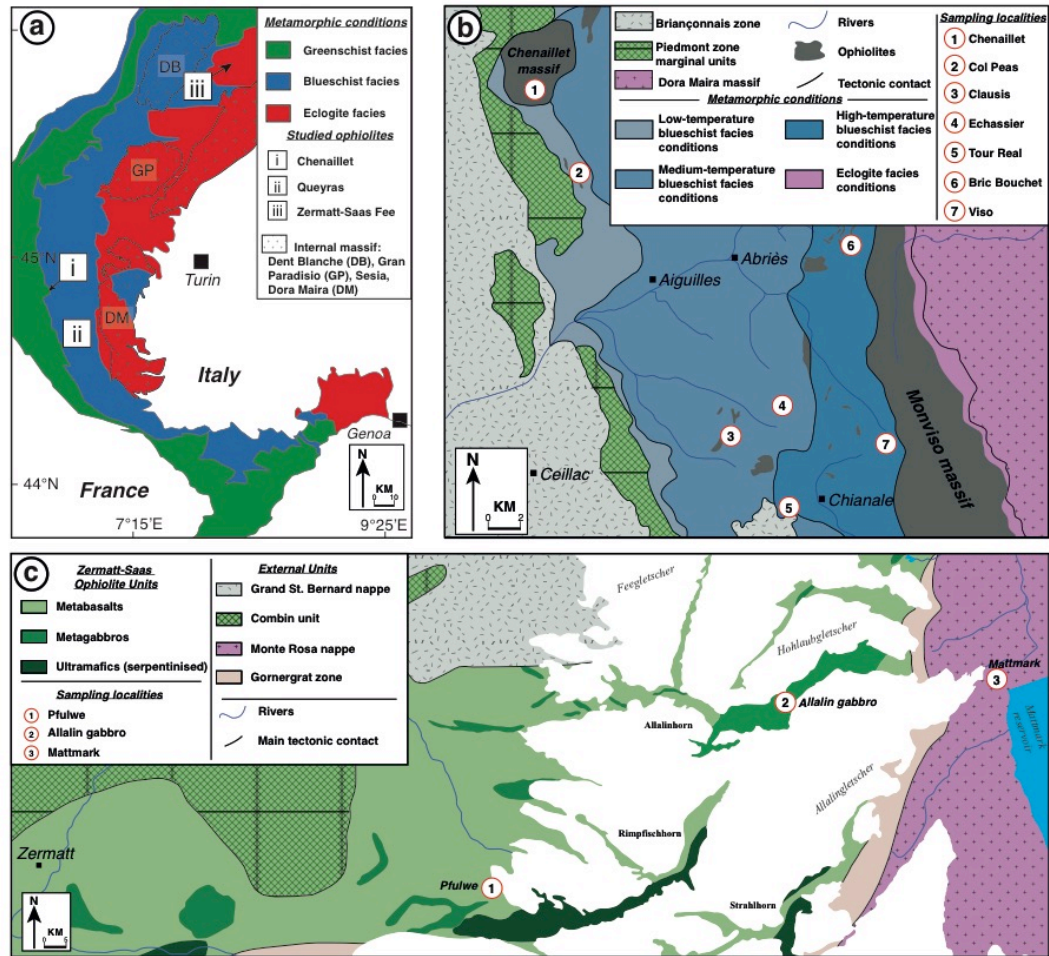 a
Metamorphic conditions
Greenschist facies
Blueschist facies
Eclogite facies
Studied ophiolites
i
Chenaillet
ii
Queyras
iii
Zermatt-Saas Fee
Internal massif:
Dent Blanche (DB), Gran
Paradisio (GP), Sesia,
Dora Maira (DM)
DB
iii
GP
45 N
i
Turin
ii
DM
Italy
Genoa
44°N
France
N
KM
0 10
7°15'E
9°25'E
b
Briançonnais zone
Piedmont zone
marginal units
Dora Maira massif
Rivers
Ophiolites
Tectonic contact
Metamorphic conditions
Low-temperature
blueschist facies
conditions
High-temperature
blueschist facies
conditions
Medium-temperature
blueschist facies
conditions
Eclogite facies
conditions
Sampling localities
1 Chenaillet
2 Col Peas
3 Clausis
4 Echassier
5 Tour Real
6 Bric Bouchet
7 Viso
Chenaillet
massif
1
2
6
Abriès
Aiguilles
4
3
7
Monviso massif
N
KM
0 2
Ceillac
5
Chianale
c
Zermatt-Saas
Ophiolite Units
Metabasalts
Metagabbros
Ultramafics (serpentinised)
Sampling localities
1 Pfulwe
2 Allalin gabbro
3 Mattmark
External Units
Grand St. Bernard nappe
Combin unit
Monte Rosa nappe
Gornergrat zone
Rivers
Main tectonic contact
Feegletscher
Hohlaubgletscher
Mattmark
3
2
Allalin gabbro
Allalinhorn
Mattmark
reservoir
Allalingletscher
Rimpfischhorn
Zermatt
Pfulwe 1
Strahlhorn
N
KM
0 5